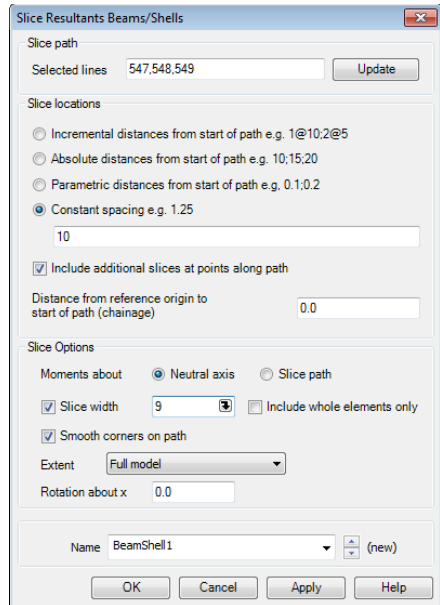 Slice Resultants Beams/Shells
Slice path
Selected lines 547,548,549 Update
Slice locations
Incremental distances from start of path e.g. 1@10;2@5
Absolute distances from start of path e.g. 10;15;20
Parametric distances from start of path e.g, 0.1;0.2
Constant spacing e.g. 1.25
10
Include additional slices at points along path
Distance from reference origin to
start of path (chainage) 0.0
Slice Options
Moments about Neutral axis Slice path
Slice width 9 Include whole elements only
Smooth corners on path
Extent Full model
Rotation about x 0.0
Name BeamShell1 (new)
OK Cancel Apply Help